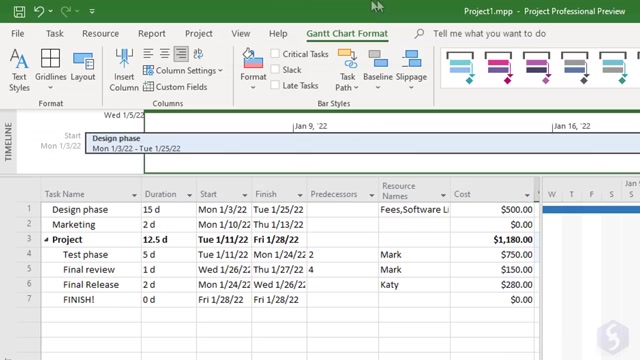 Project1.mpp - Project Professional Preview
File Task Resource Report Project View Help Gantt Chart Format Tell me what you want to do
Text Styles Gridlines Layout
Format
Insert Column Column Settings Custom Fields
Columns
Format Critical Tasks Slack Late Tasks Task Path Baseline Slippage
Bar Styles
TIMELINE
Wed 1/5/22
Jan 9, '22 Jan 16, '22
Start
Mon 1/3/22
Design phase
Mon 1/3/22 - Tue 1/25/22
Task Name Duration Start Finish Predecessors Resource Names Cost
Jan 9
W T F S S
1 Design phase 15 d Mon 1/3/22 Tue 1/25/22 Fees,Software Li $500.00
2 Marketing 2 d Mon 1/10/22 Thu 1/13/22 $0.00
3 Project 12.5 d Tue 1/11/22 Fri 1/28/22 $1,180.00
4 Test phase 5 d Tue 1/11/22 Mon 1/24/22 2 Mark $750.00
5 Final review 1 d Wed 1/26/22 Thu 1/27/22 4 Mark $150.00
6 Final Release 2 d Mon 1/24/22 Wed 1/26/22 Katy $280.00
7 FINISH! 0 d Fri 1/28/22 Fri 1/28/22 $0.00